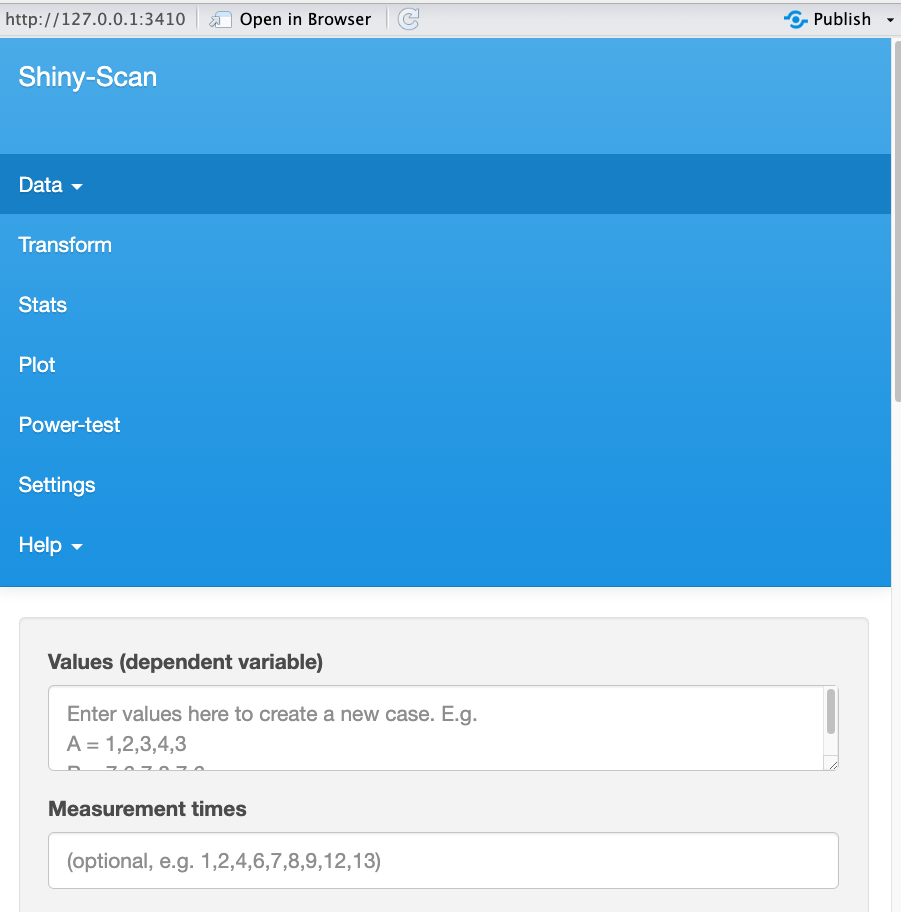 http://127.0.0.1:3410 Open in Browser Publish
Shiny-Scan
Data
Transform
Stats
Plot
Power-test
Settings
Help
Values (dependent variable)
Enter values here to create a new case. E.g.
A = 1,2,3,4,3
Measurement times
(optional, e.g. 1,2,4,6,7,8,9,12,13)